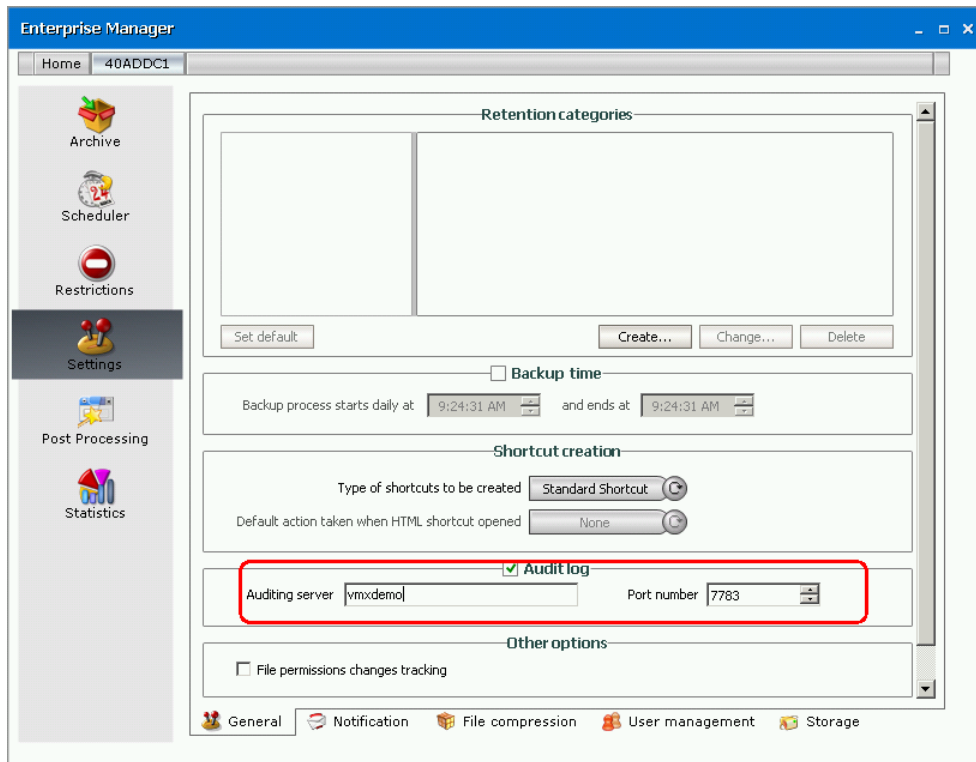 Enterprise Manager
Home 40ADDC1
Archive
Scheduler
Restrictions
Settings
Post Processing
Statistics
Retention categories
Set default Create... Change... Delete
Backup time
Backup process starts daily at 9:24:31 AM and ends at 9:24:31 AM
Shortcut creation
Type of shortcuts to be created Standard Shortcut
Default action taken when HTML shortcut opened None
Audit log
Auditing server vmxdemo Port number 7783
Other options
File permissions changes tracking
General Notification File compression User management Storage